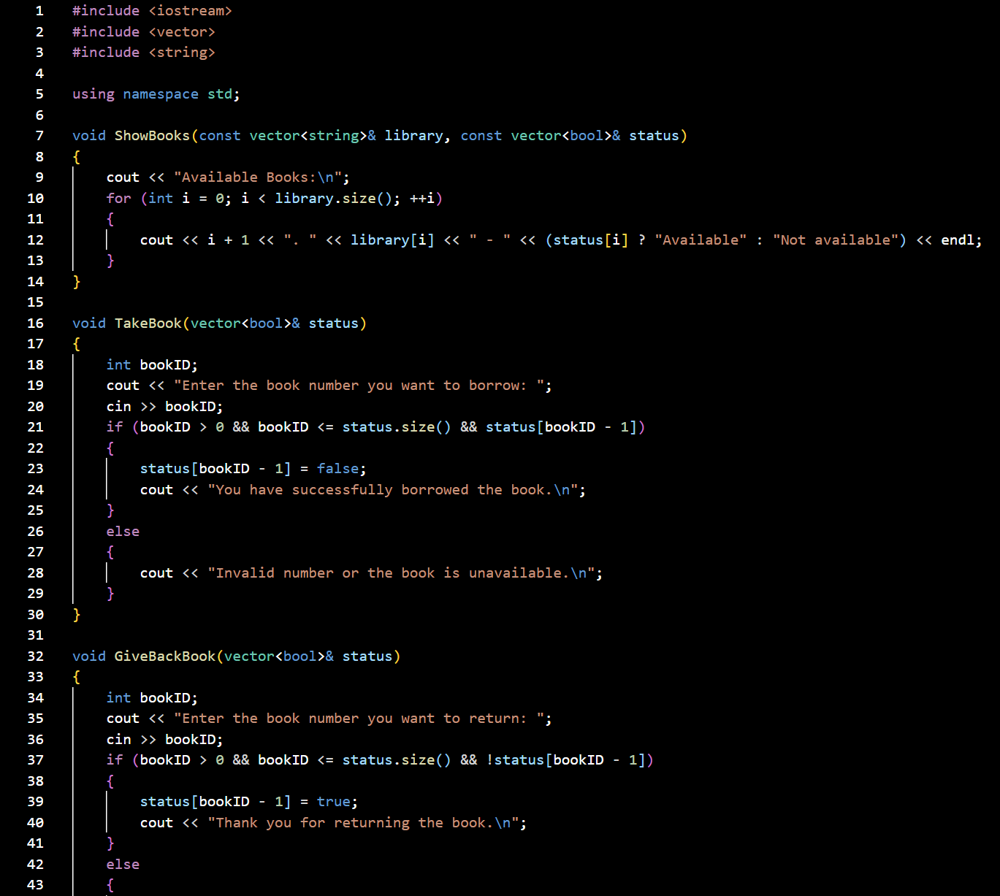 1 #include <iostream>
2 #include <vector>
3 #include <string>
4
5 using namespace std;
6
7 void ShowBooks(const vector<string>& library, const vector<bool>& status)
8 {
9     cout << "Available Books:\n";
10     for (int i = 0; i < library.size(); ++i)
11     {
12         cout << i + 1 << ". " << library[i] << " - " << (status[i] ? "Available" : "Not available") << endl;
13     }
14 }
15
16 void TakeBook(vector<bool>& status)
17 {
18     int bookID;
19     cout << "Enter the book number you want to borrow: ";
20     cin >> bookID;
21     if (bookID > 0 && bookID <= status.size() && status[bookID - 1])
22     {
23         status[bookID - 1] = false;
24         cout << "You have successfully borrowed the book.\n";
25     }
26     else
27     {
28         cout << "Invalid number or the book is unavailable.\n";
29     }
30 }
31
32 void GiveBackBook(vector<bool>& status)
33 {
34     int bookID;
35     cout << "Enter the book number you want to return: ";
36     cin >> bookID;
37     if (bookID > 0 && bookID <= status.size() && !status[bookID - 1])
38     {
39         status[bookID - 1] = true;
40         cout << "Thank you for returning the book.\n";
41     }
42     else
43     {